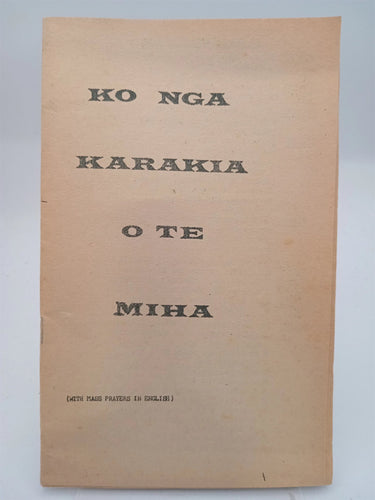 KO NGA
KARAKIA
O TE
MIHA
(WITH MASS PRAYERS IN ENGLISH)